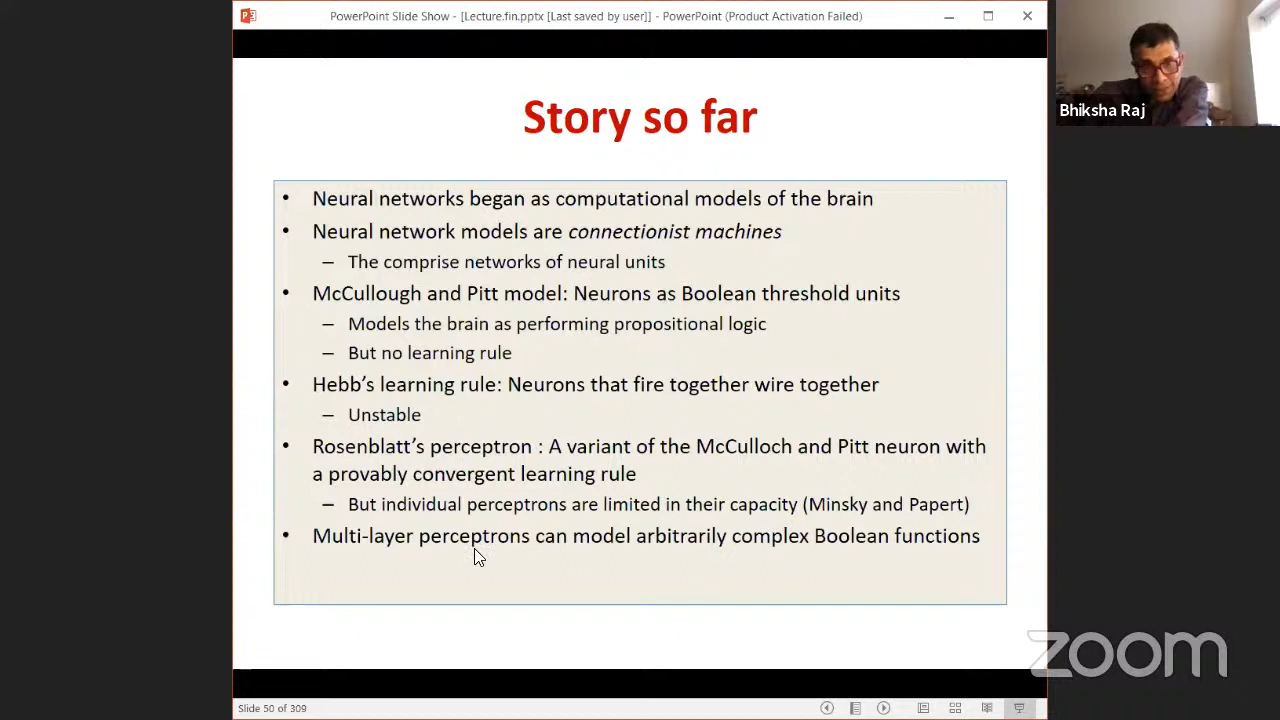 PowerPoint Slide Show - [Lecture.fin.pptx [Last saved by user]] - PowerPoint (Product Activation Failed)
Bhiksha Raj
Story so far
• Neural networks began as computational models of the brain
• Neural network models are connectionist machines
– The comprise networks of neural units
• McCullough and Pitt model: Neurons as Boolean threshold units
– Models the brain as performing propositional logic
– But no learning rule
• Hebb’s learning rule: Neurons that fire together wire together
– Unstable
• Rosenblatt’s perceptron : A variant of the McCulloch and Pitt neuron with
a provably convergent learning rule
– But individual perceptrons are limited in their capacity (Minsky and Papert)
• Multi-layer perceptrons can model arbitrarily complex Boolean functions
zoom
Slide 50 of 309